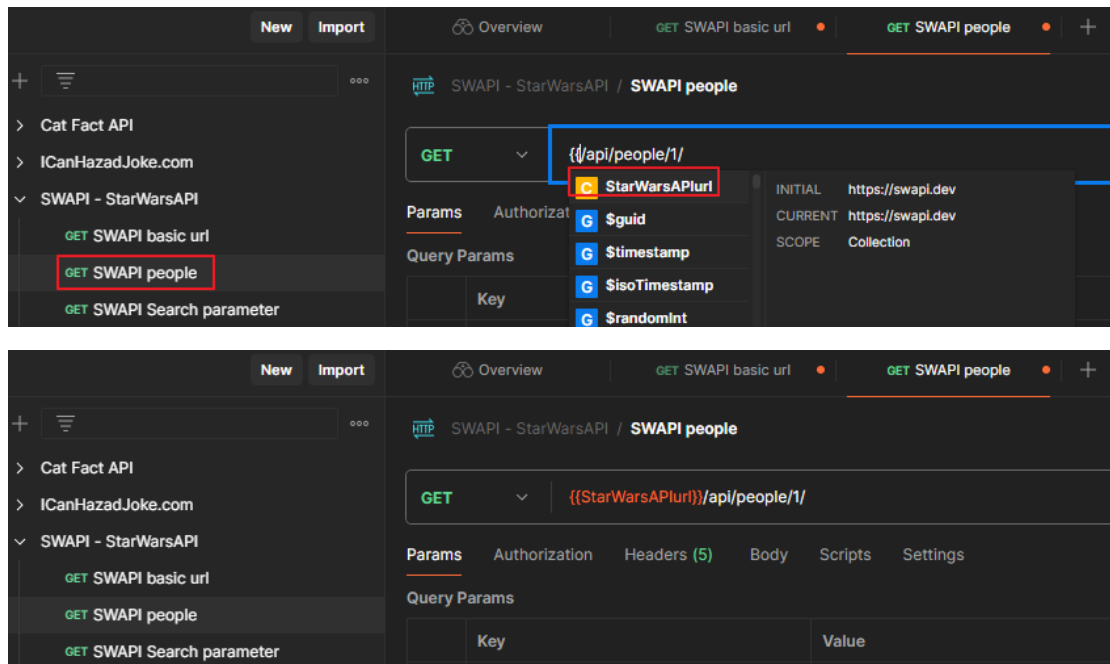 New Import Overview GET SWAPI basic url GET SWAPI people
HTTP SWAPI - StarWarsAPI / SWAPI people
Cat Fact API
ICanHazadJoke.com
GET {{/api/people/1/
SWAPI - StarWarsAPI
StarWarsAPIurl INITIAL https://swapi.dev
Params Authorizat $guid CURRENT https://swapi.dev
GET SWAPI basic url
$timestamp SCOPE Collection
Query Params
GET SWAPI people
$isoTimestamp
Key
GET SWAPI Search parameter
$randomInt
New Import Overview GET SWAPI basic url GET SWAPI people
HTTP SWAPI - StarWarsAPI / SWAPI people
Cat Fact API
ICanHazadJoke.com
GET {{StarWarsAPIurl}}/api/people/1/
SWAPI - StarWarsAPI
Params Authorization Headers (5) Body Scripts Settings
GET SWAPI basic url
Query Params
GET SWAPI people
Key Value
GET SWAPI Search parameter